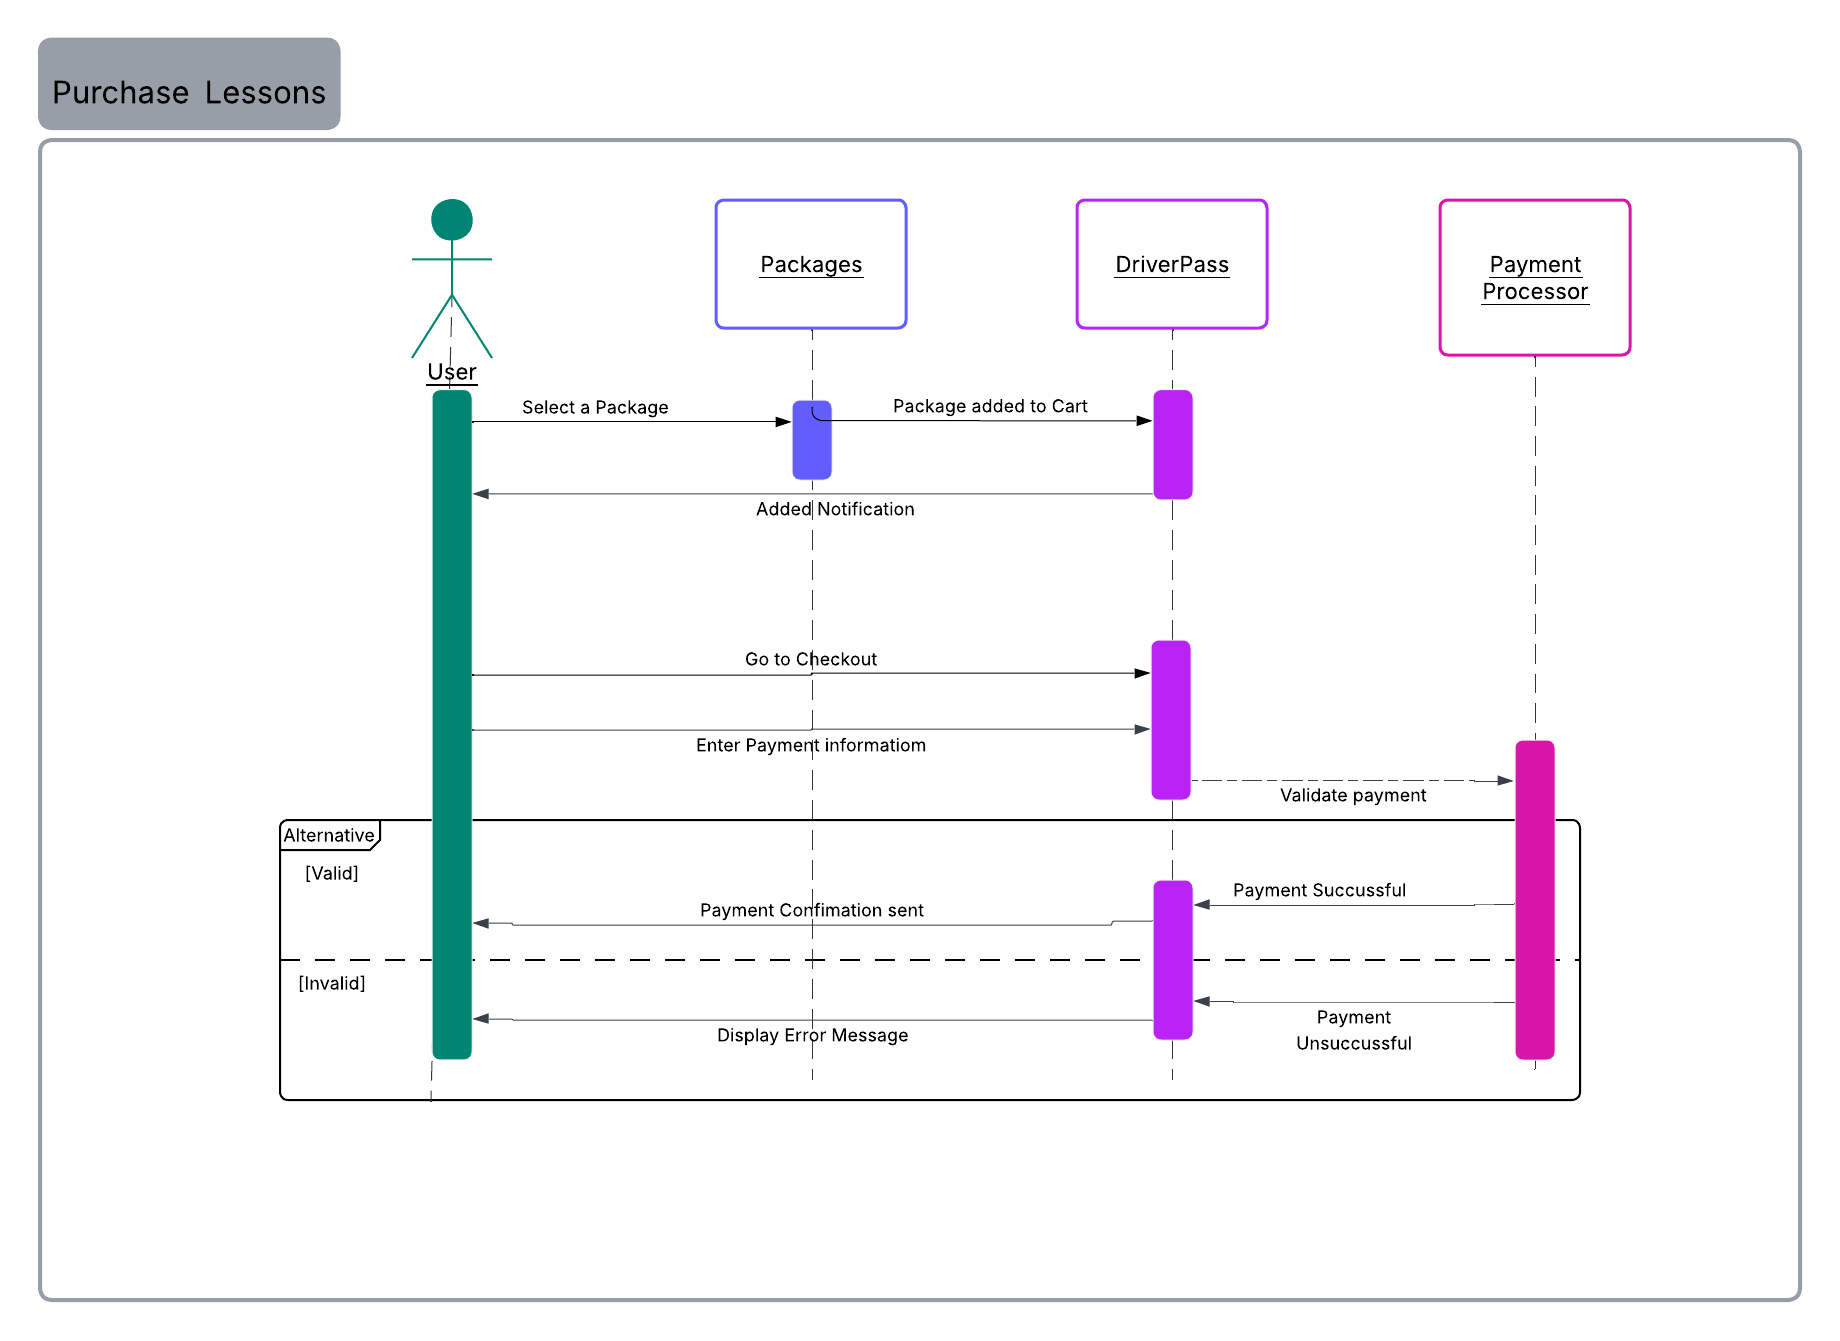 Purchase Lessons
Packages
DriverPass
Payment
Processor
User
Select a Package
Package added to Cart
Added Notification
Go to Checkout
Enter Payment informatiom
Validate payment
Alternative
[Valid]
Payment Succussful
Payment Confimation sent
[Invalid]
Payment
Unsuccussful
Display Error Message